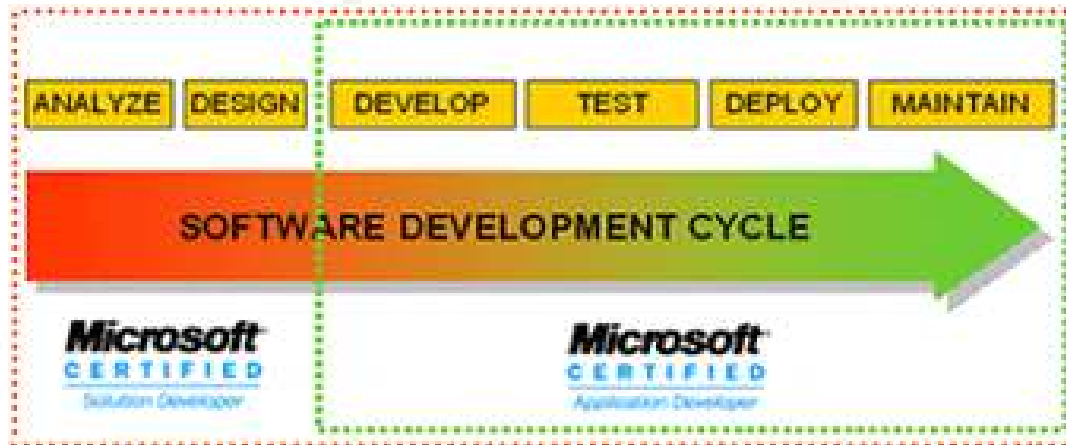 ANALYZE DESIGN DEVELOP TEST DEPLOY MAINTAIN
SOFTWARE DEVELOPMENT CYCLE
Microsoft Microsoft
CERTIFIED CERTIFIED
Solution Developer Application Developer